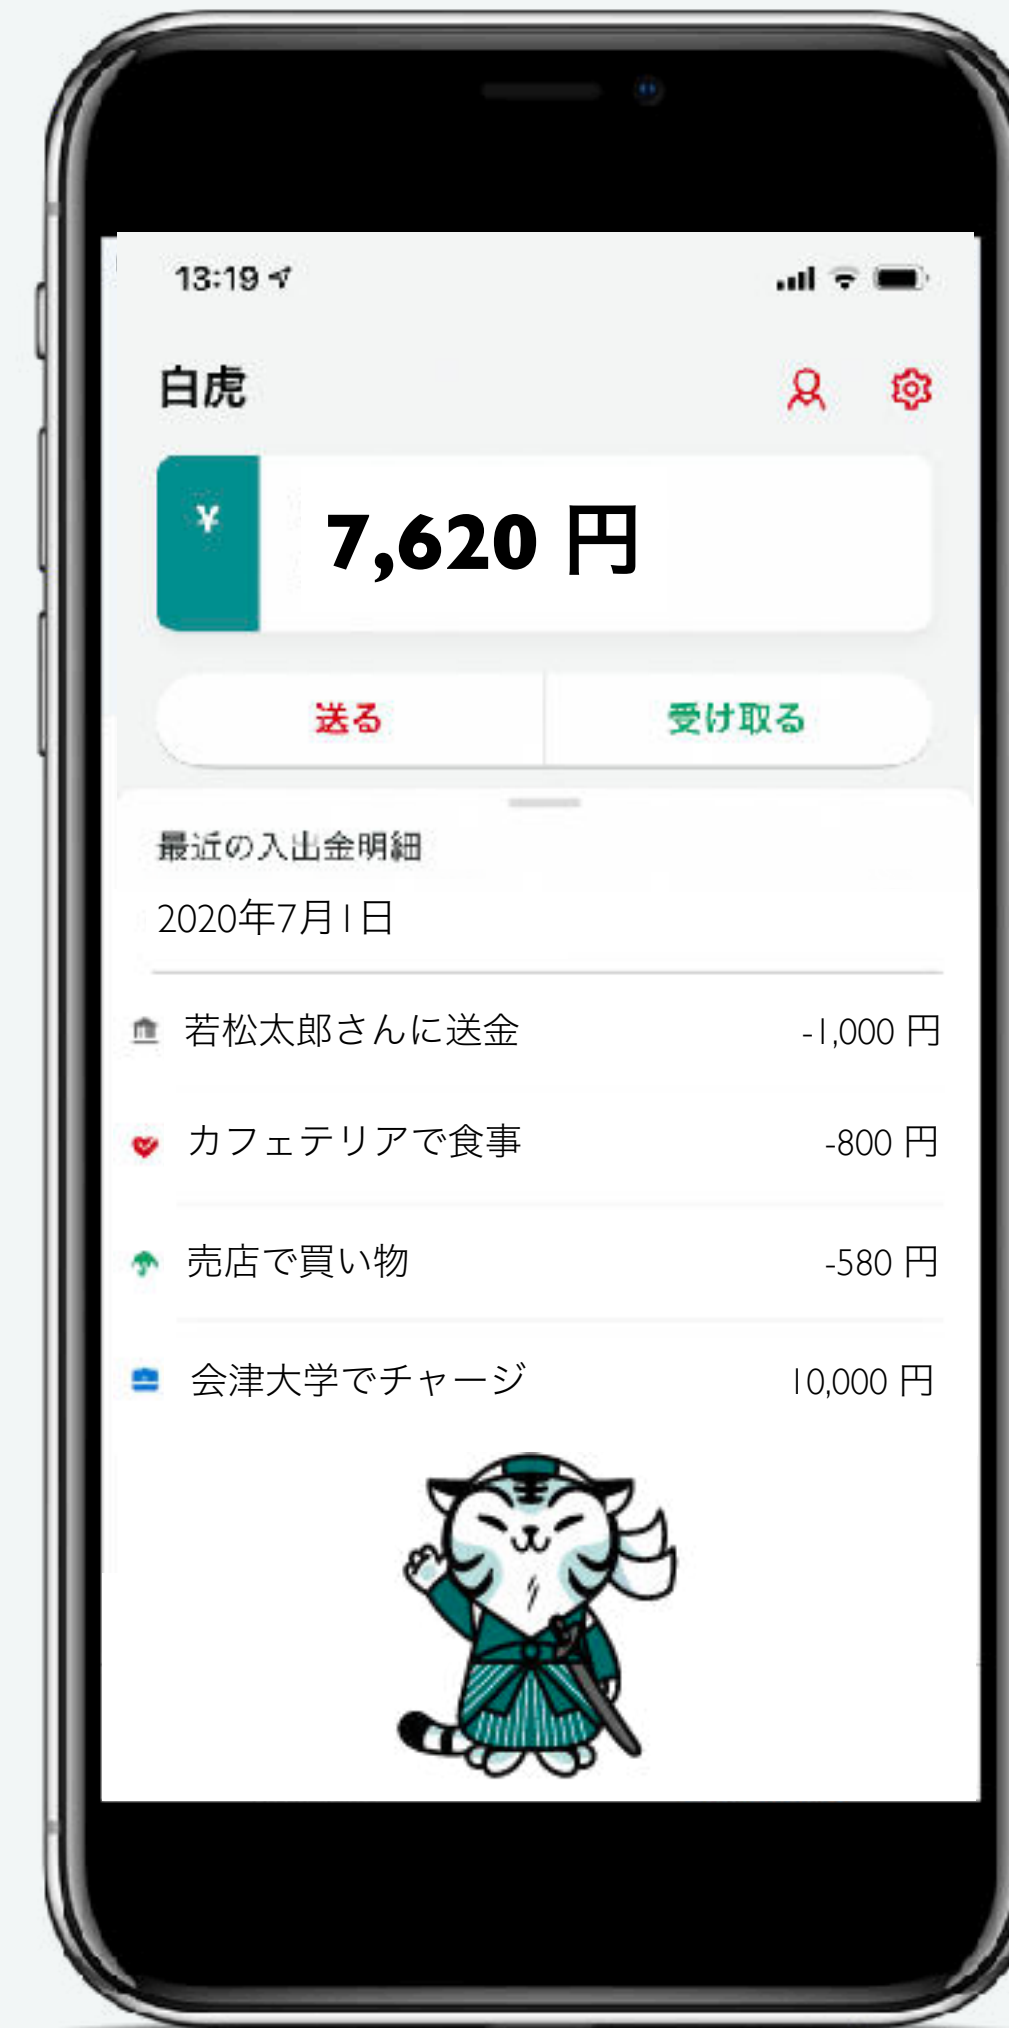 13:19
白虎
¥
7,620 円
送る 受け取る
最近の入出金明細
2020年7月1日
若松太郎さんに送金 -1,000 円
カフェテリアで食事 -800 円
売店で買い物 -580 円
会津大学でチャージ 10,000 円